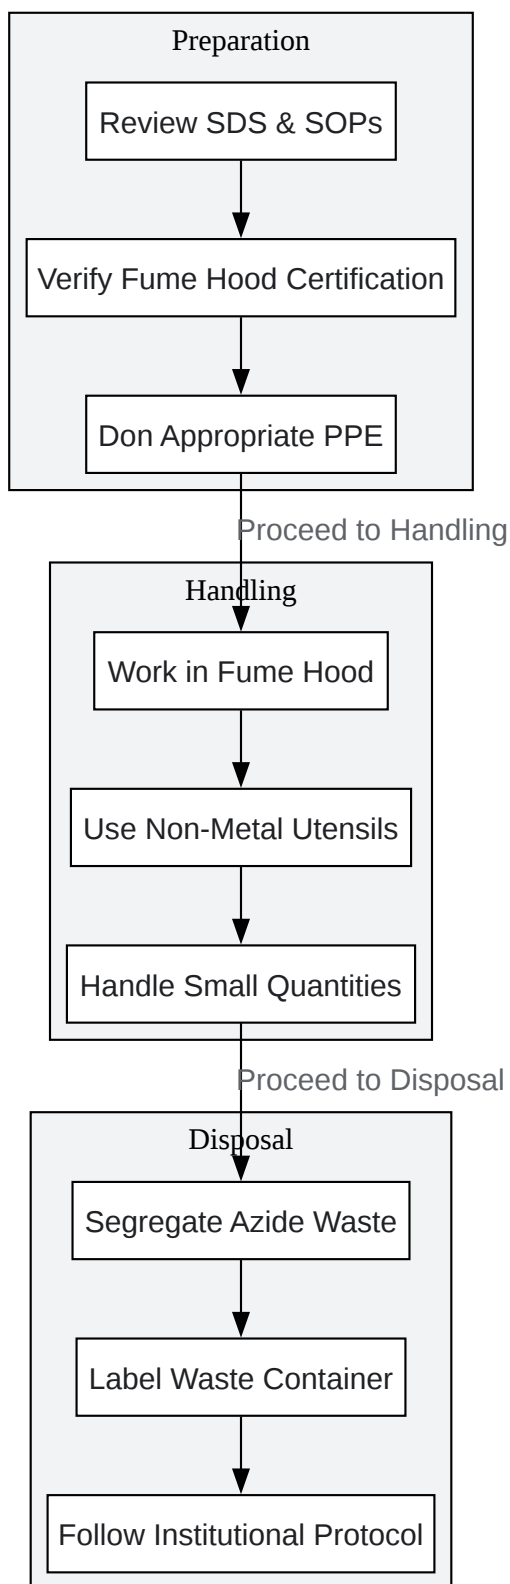 Preparation
Review SDS & SOPs
Verify Fume Hood Certification
Don Appropriate PPE
Proceed to Handling
Handling
Work in Fume Hood
Use Non-Metal Utensils
Handle Small Quantities
Proceed to Disposal
Disposal
Segregate Azide Waste
Label Waste Container
Follow Institutional Protocol